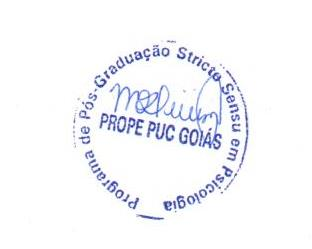 Programa de Pós-Graduação Stricto Sensu em Psicologia
PROPE PUC GOIÁS